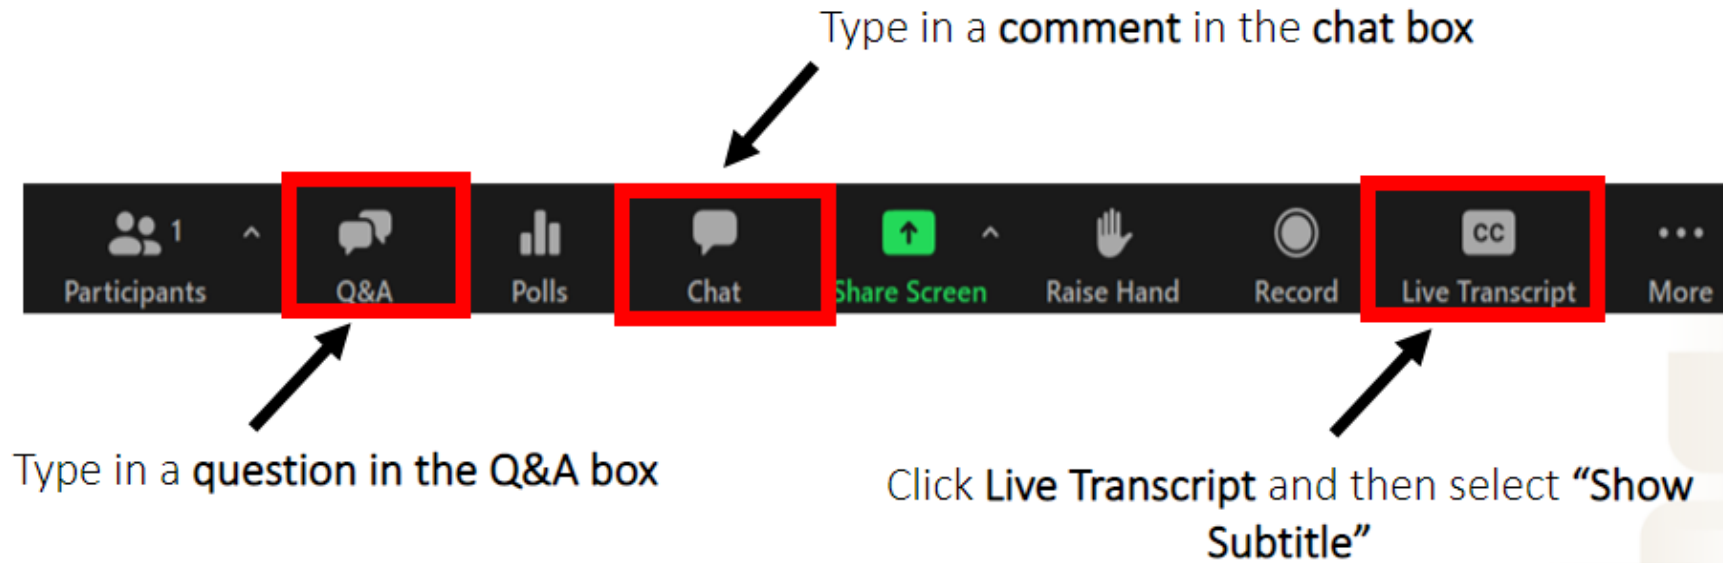 Type in a comment in the chat box
1
Participants
Q&A
Polls
Chat
Share Screen
Raise Hand
Record
CC
Live Transcript
More
Type in a question in the Q&A box
Click Live Transcript and then select “Show
Subtitle”